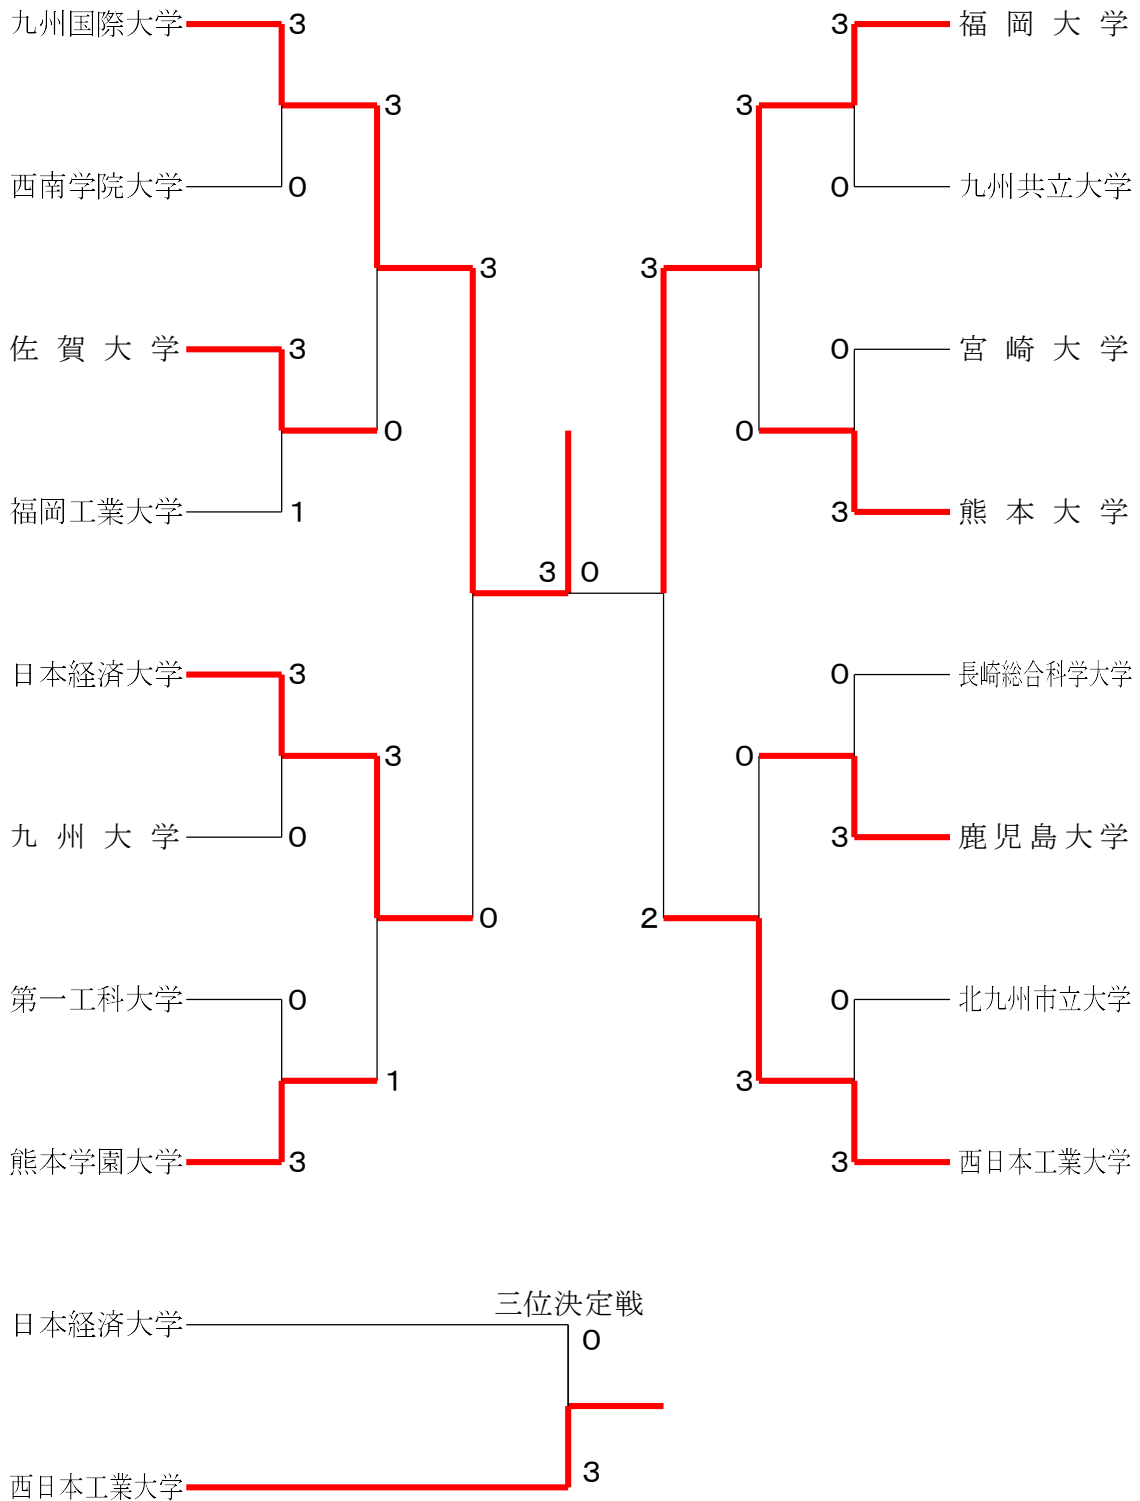 九州国際大学 3 3 福岡大学
3 3
西南学院大学 0 0 九州共立大学
3 3
佐賀大学 3 0 宮崎大学
0 0
福岡工業大学 1 3 熊本大学
3 0
日本経済大学 3 0 長崎総合科学大学
3 0
九州大学 0 3 鹿児島大学
0 2
第一工科大学 0 0 北九州市立大学
1 3
熊本学園大学 3 3 西日本工業大学
三位決定戦
日本経済大学 0
西日本工業大学 3